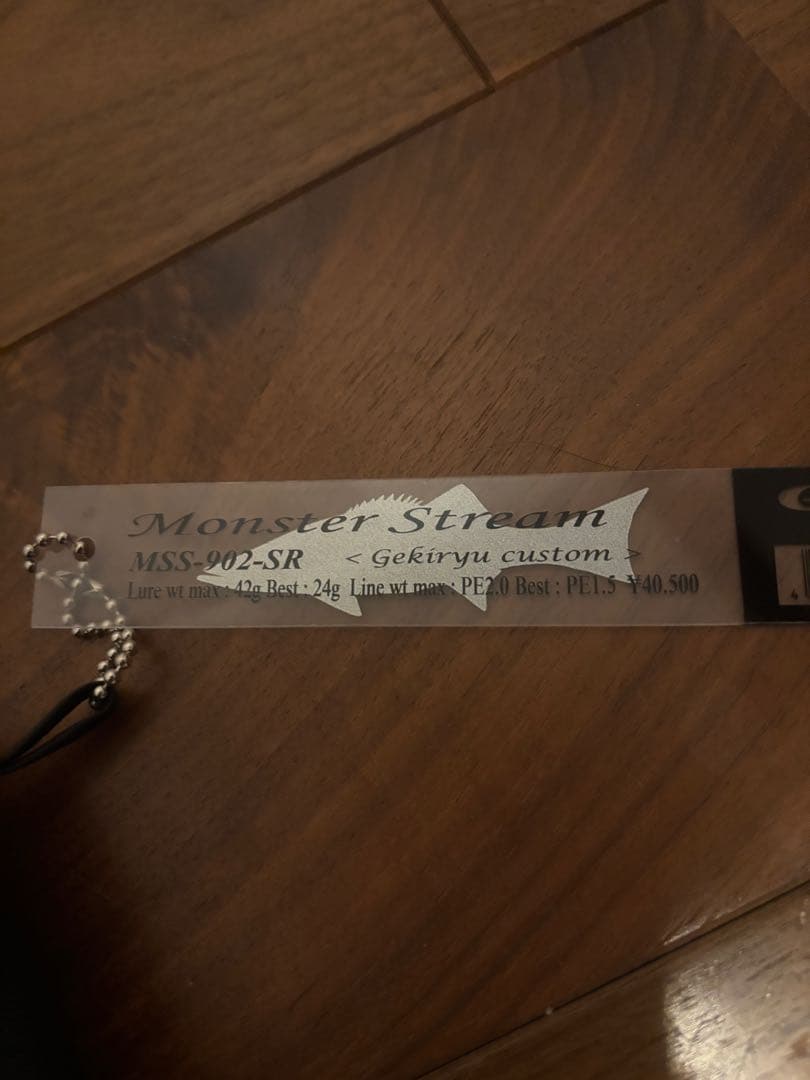 Monster Stream
MSS-902-SR < Gekiryu custom >
Lure wt max : 42g Best : 24g Line wt max : PE2.0 Best : PE1.5 ¥40.500
4